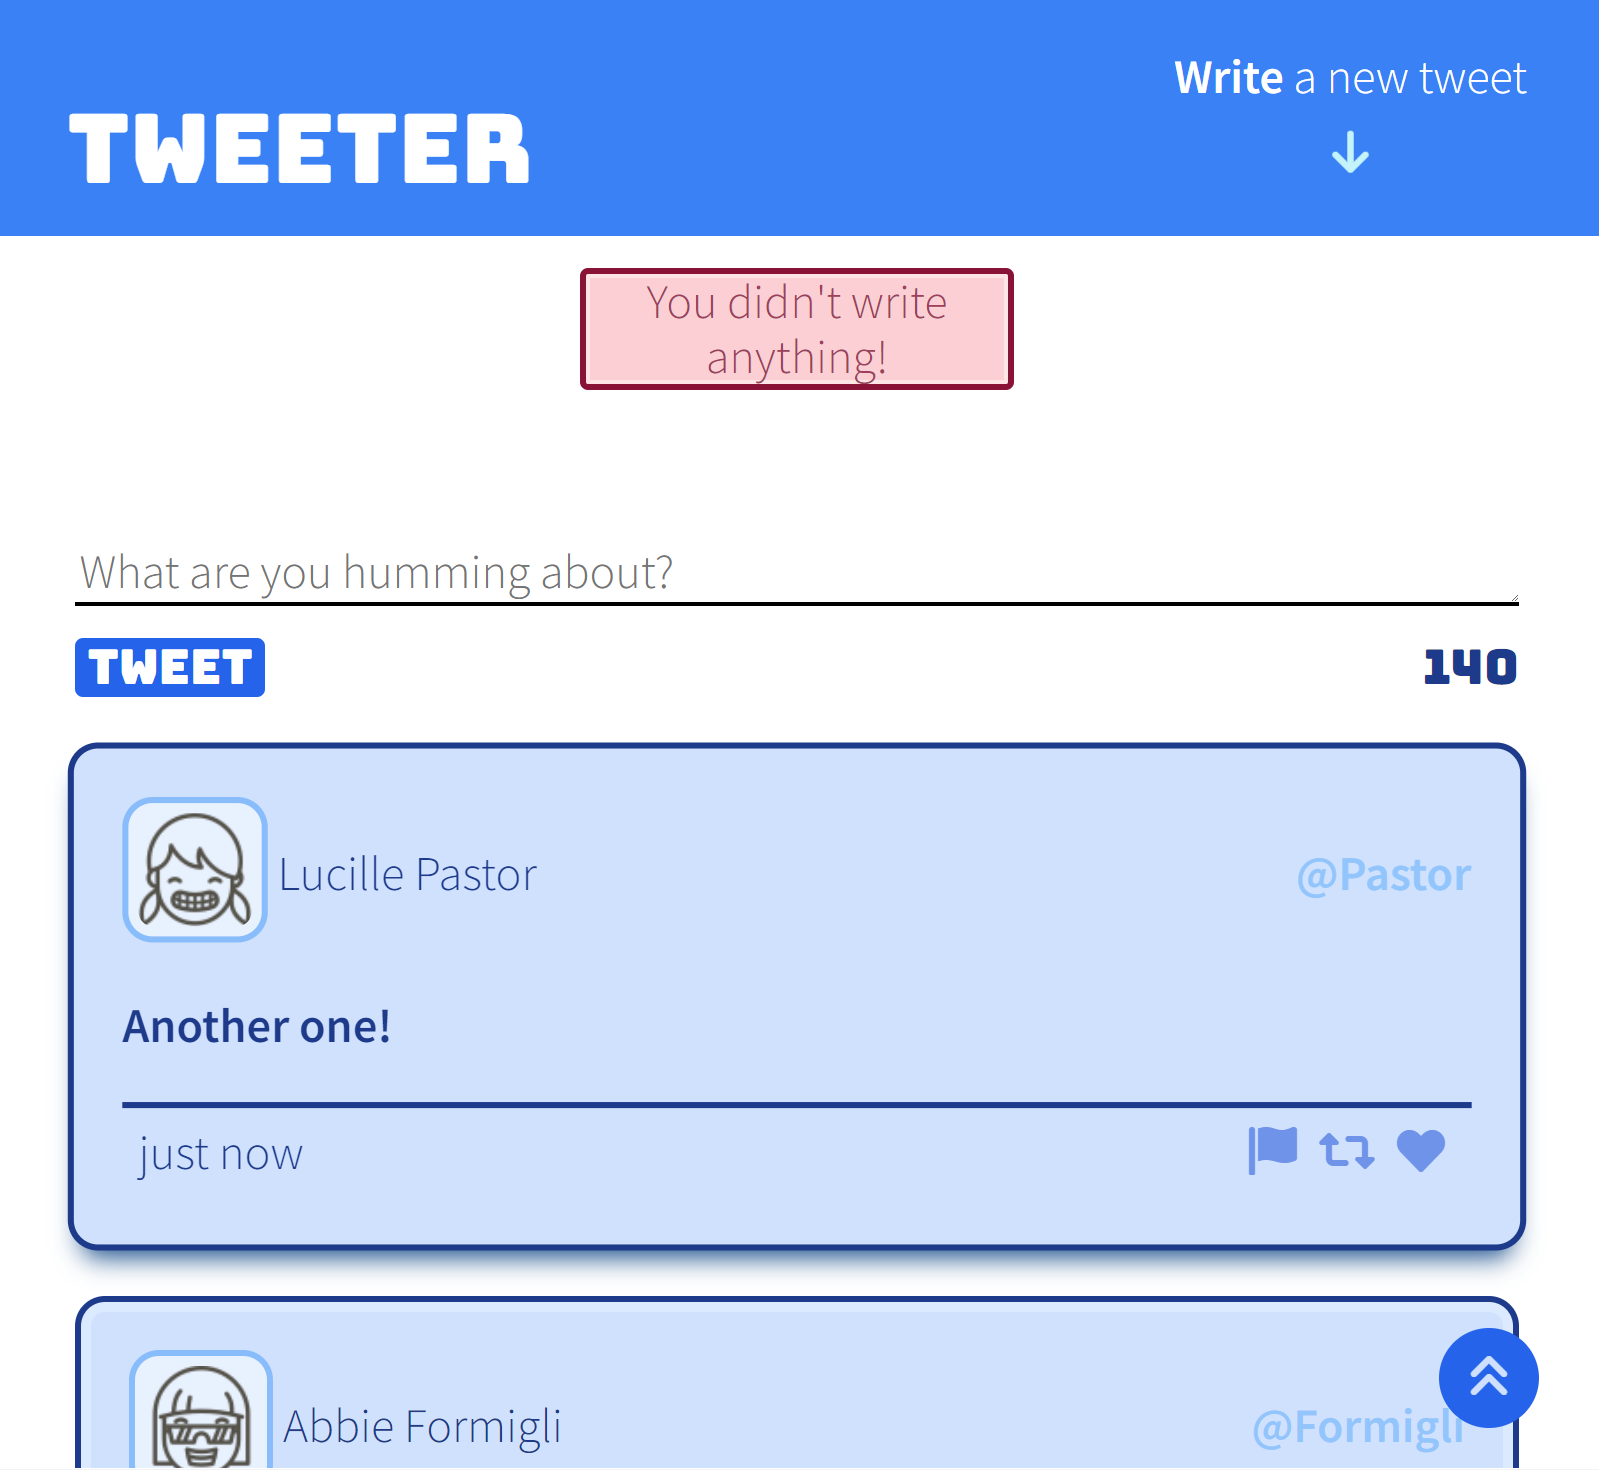 Write a new tweet
TWEETER
You didn't write
anything!
What are you humming about?
TWEET 140
Lucille Pastor @Pastor
Another one!
just now
Abbie Formigli @Formigli